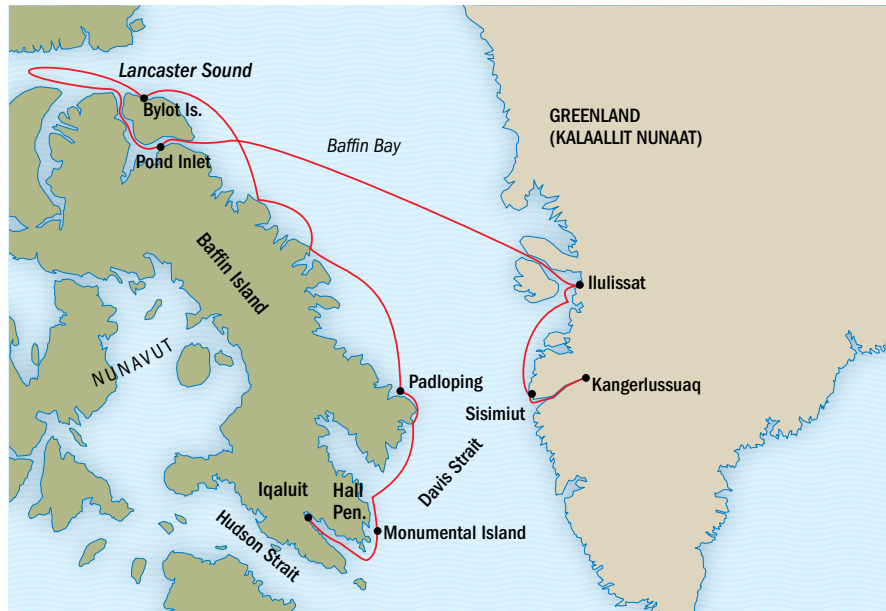 Lancaster Sound
Bylot Is.
GREENLAND
(KALAALLIT NUNAAT)
Baffin Bay
Pond Inlet
Baffin Island
Ilulissat
NUNAVUT
Padloping
Kangerlussuaq
Sisimiut
Davis Strait
Iqaluit
Hall
Pen.
Monumental Island
Hudson Strait